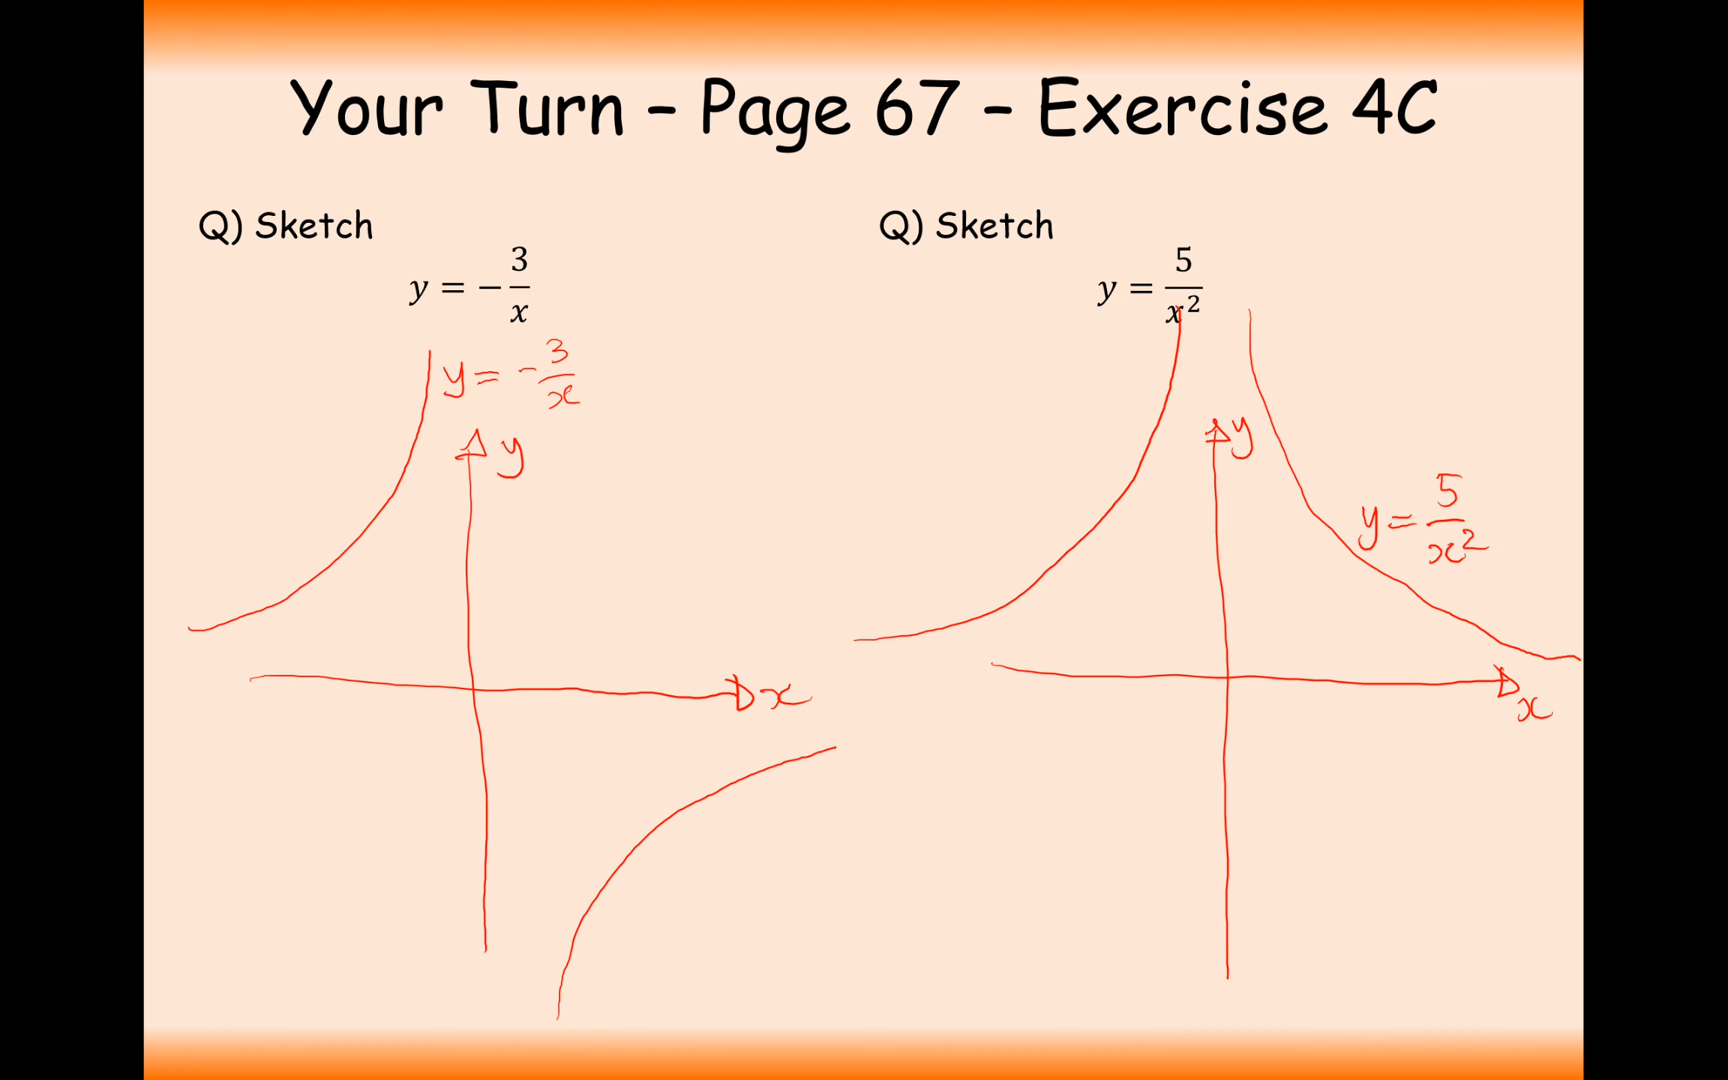 Your Turn – Page 67 – Exercise 4C
Q) Sketch
y = − 3/x
y = - 3/x
y
x
Q) Sketch
y = 5/x²
y
y = 5/x²
x